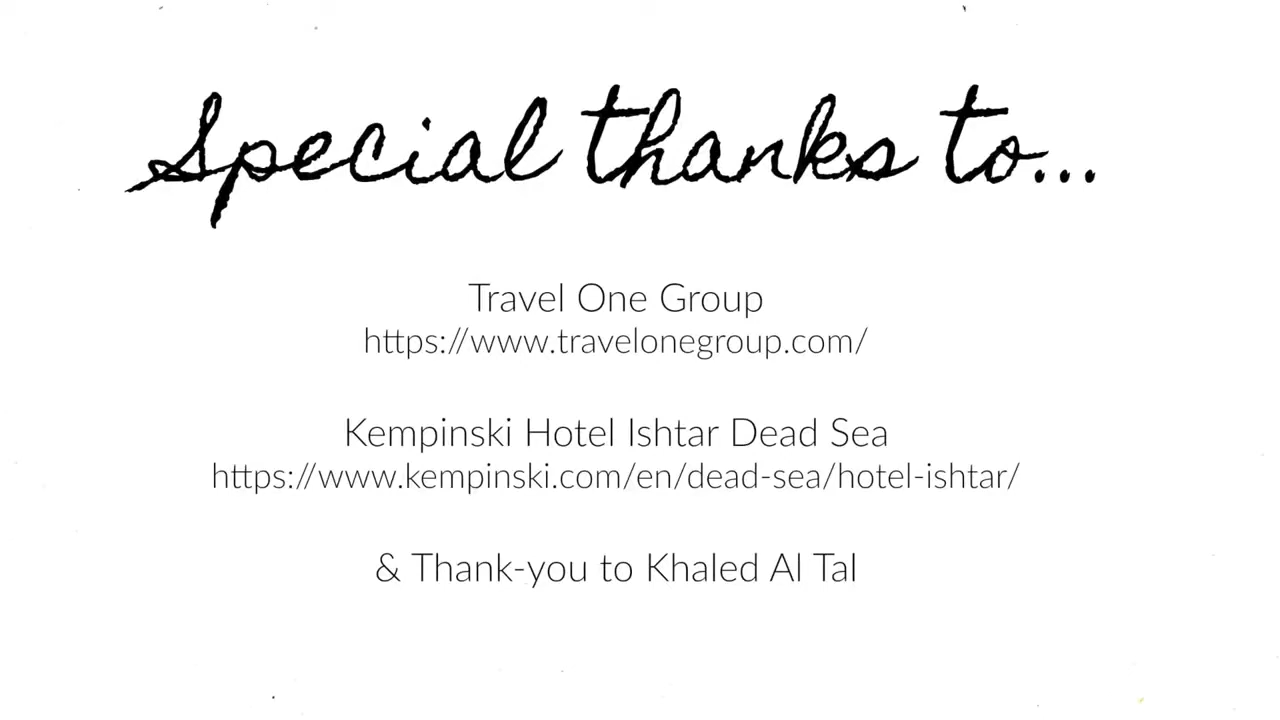 Special thanks to...
Travel One Group
https://www.travelonegroup.com/
Kempinski Hotel Ishtar Dead Sea
https://www.kempinski.com/en/dead-sea/hotel-ishtar/
& Thank-you to Khaled Al Tal